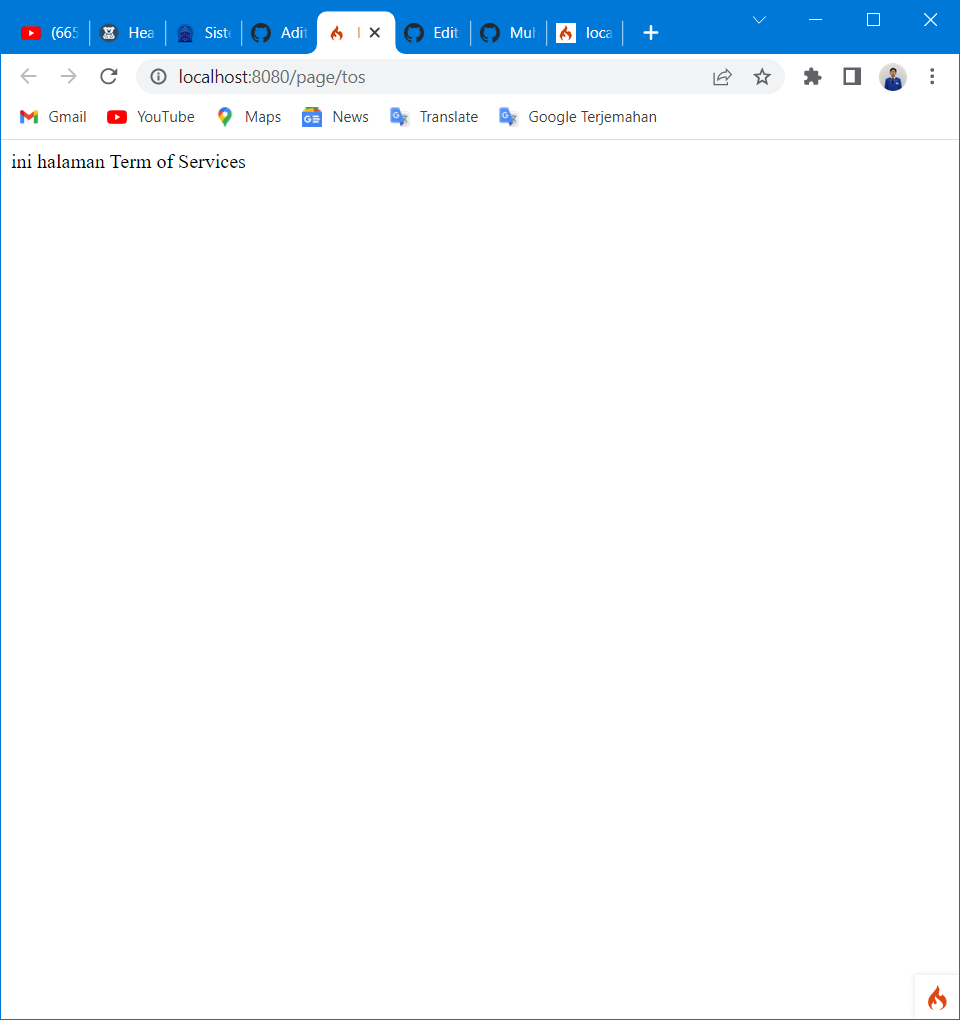 (665 Hea Sist Adit Edit Muh loca
localhost:8080/page/tos
Gmail YouTube Maps News Translate Google Terjemahan
ini halaman Term of Services